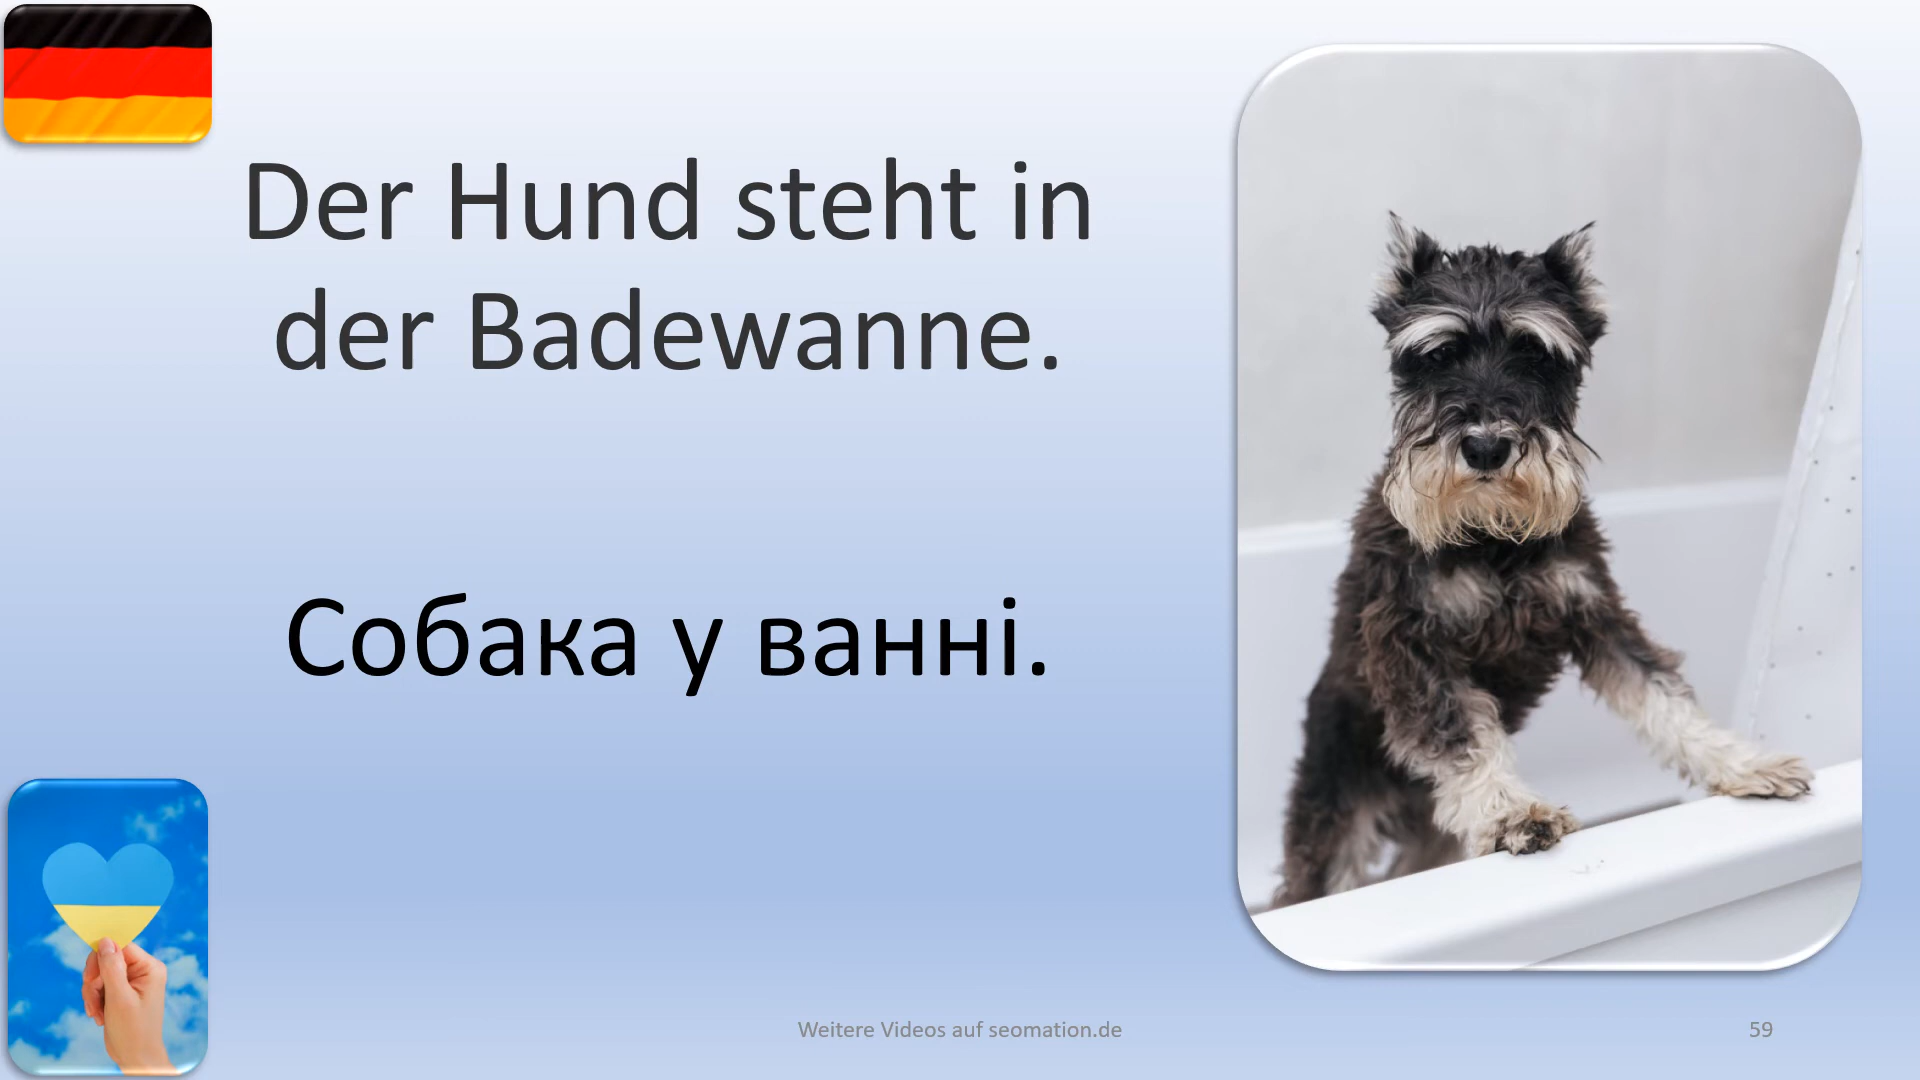 Der Hund steht in
der Badewanne.
Собака у ванні.
Weitere Videos auf seomation.de
59